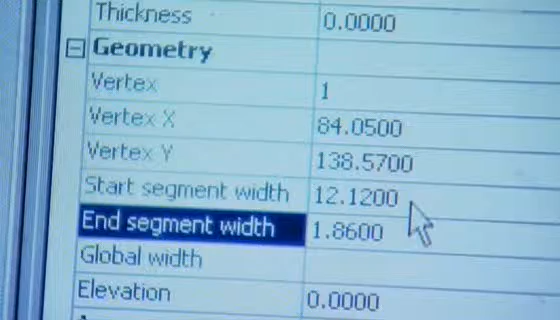 Thickness 0.0000
Geometry
Vertex 1
Vertex X 84.0500
Vertex Y 138.5700
Start segment width 12.1200
End segment width 1.8600
Global width
Elevation 0.0000